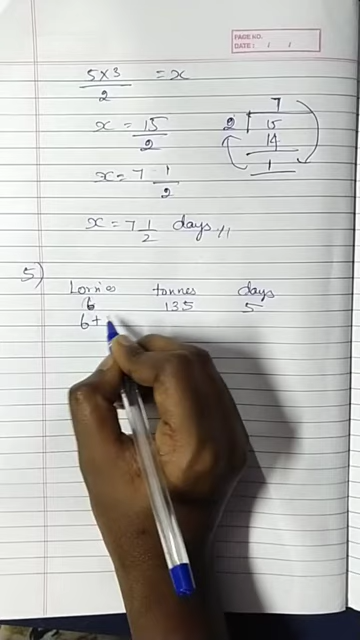 PAGE NO.
DATE : / /
5 × 3 / 2 = x
x = 15 / 2
x = 7 1/2
7
2 15
14
1
x = 7 1/2 days //
5)
Lorries tonnes days
6 135 5
6 +